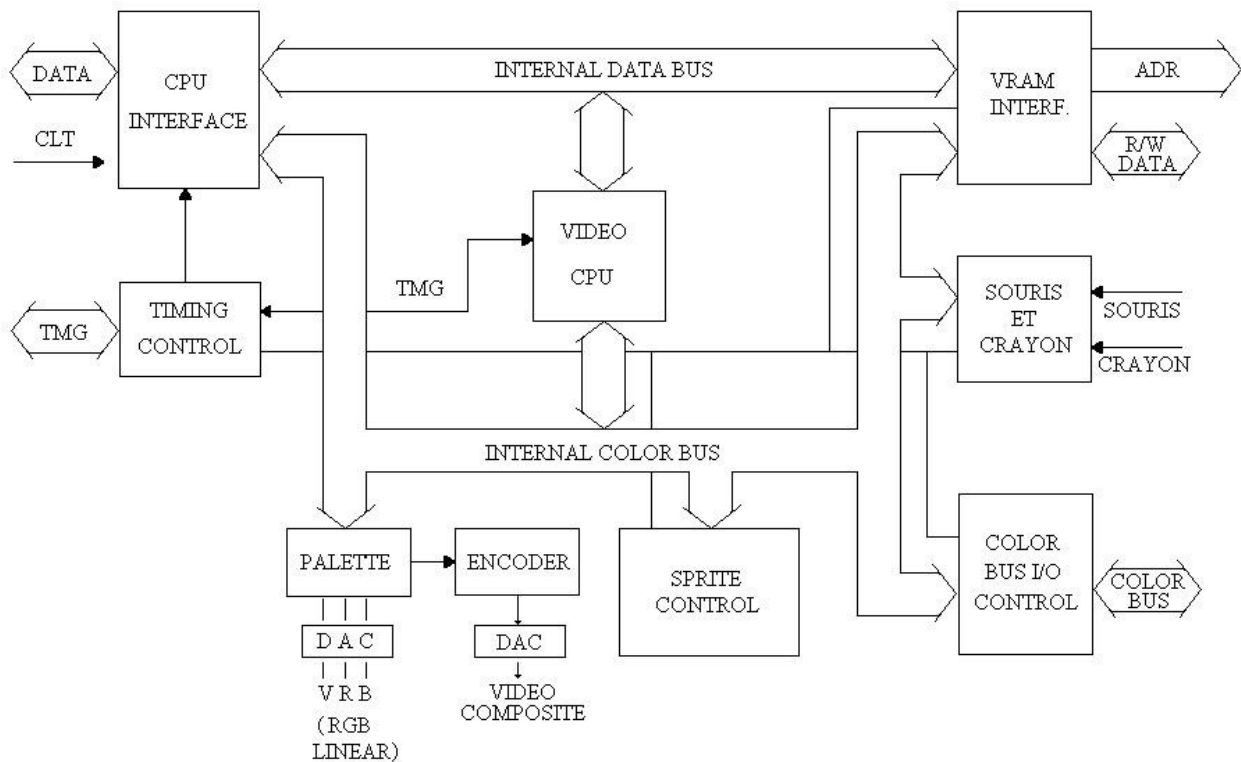 DATA
CPU
INTERFACE
CLT
INTERNAL DATA BUS
VRAM
INTERF.
ADR
R/W
DATA
VIDEO
CPU
TMG
TMG
TIMING
CONTROL
SOURIS
ET
CRAYON
SOURIS
CRAYON
INTERNAL COLOR BUS
PALETTE
ENCODER
SPRITE
CONTROL
COLOR
BUS I/O
CONTROL
COLOR
BUS
D A C
DAC
V R B
(RGB
LINEAR)
VIDEO
COMPOSITE